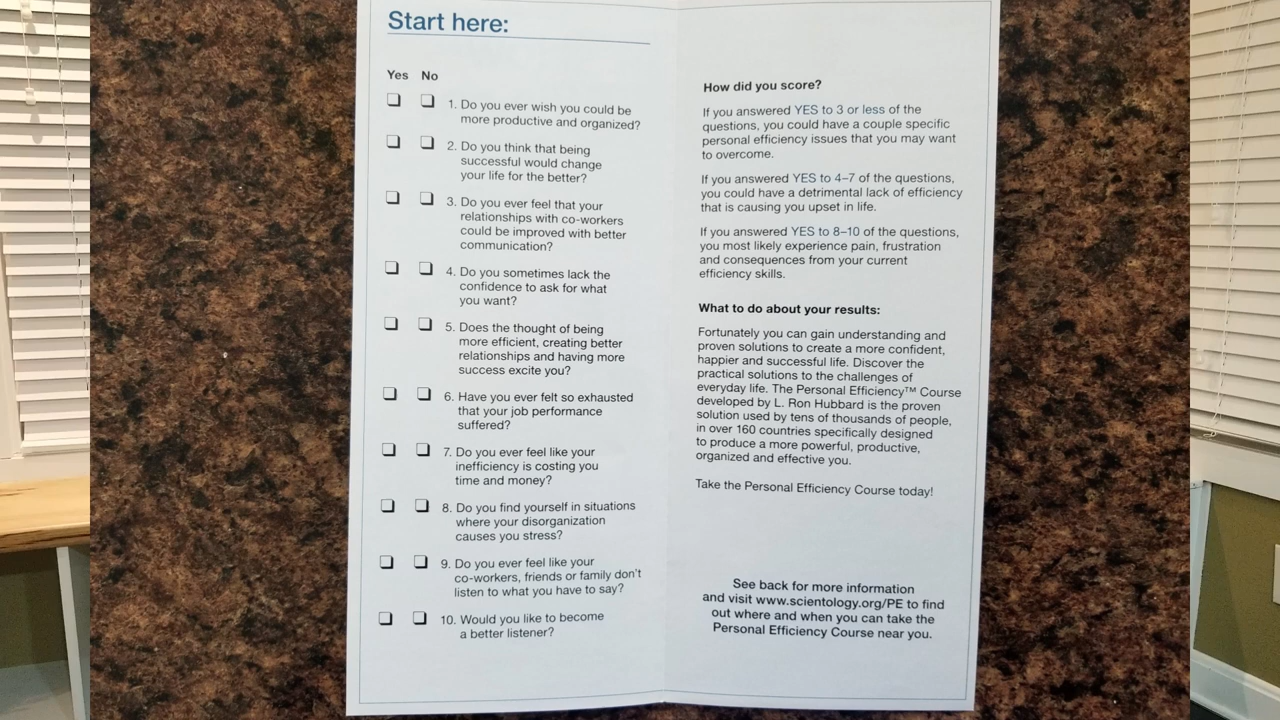 Start here:
Yes No
1. Do you ever wish you could be
more productive and organized?
2. Do you think that being
successful would change
your life for the better?
3. Do you ever feel that your
relationships with co-workers
could be improved with better
communication?
4. Do you sometimes lack the
confidence to ask for what
you want?
5. Does the thought of being
more efficient, creating better
relationships and having more
success excite you?
6. Have you ever felt so exhausted
that your job performance
suffered?
7. Do you ever feel like your
inefficiency is costing you
time and money?
8. Do you find yourself in situations
where your disorganization
causes you stress?
9. Do you ever feel like your
co-workers, friends or family don't
listen to what you have to say?
10. Would you like to become
a better listener?
How did you score?
If you answered YES to 3 or less of the
questions, you could have a couple specific
personal efficiency issues that you may want
to overcome.
If you answered YES to 4–7 of the questions,
you could have a detrimental lack of efficiency
that is causing you upset in life.
If you answered YES to 8–10 of the questions,
you most likely experience pain, frustration
and consequences from your current
efficiency skills.
What to do about your results:
Fortunately you can gain understanding and
proven solutions to create a more confident,
happier and successful life. Discover the
practical solutions to the challenges of
everyday life. The Personal Efficiency™ Course
developed by L. Ron Hubbard is the proven
solution used by tens of thousands of people,
in over 160 countries specifically designed
to produce a more powerful, productive,
organized and effective you.
Take the Personal Efficiency Course today!
See back for more information
and visit www.scientology.org/PE to find
out where and when you can take the
Personal Efficiency Course near you.